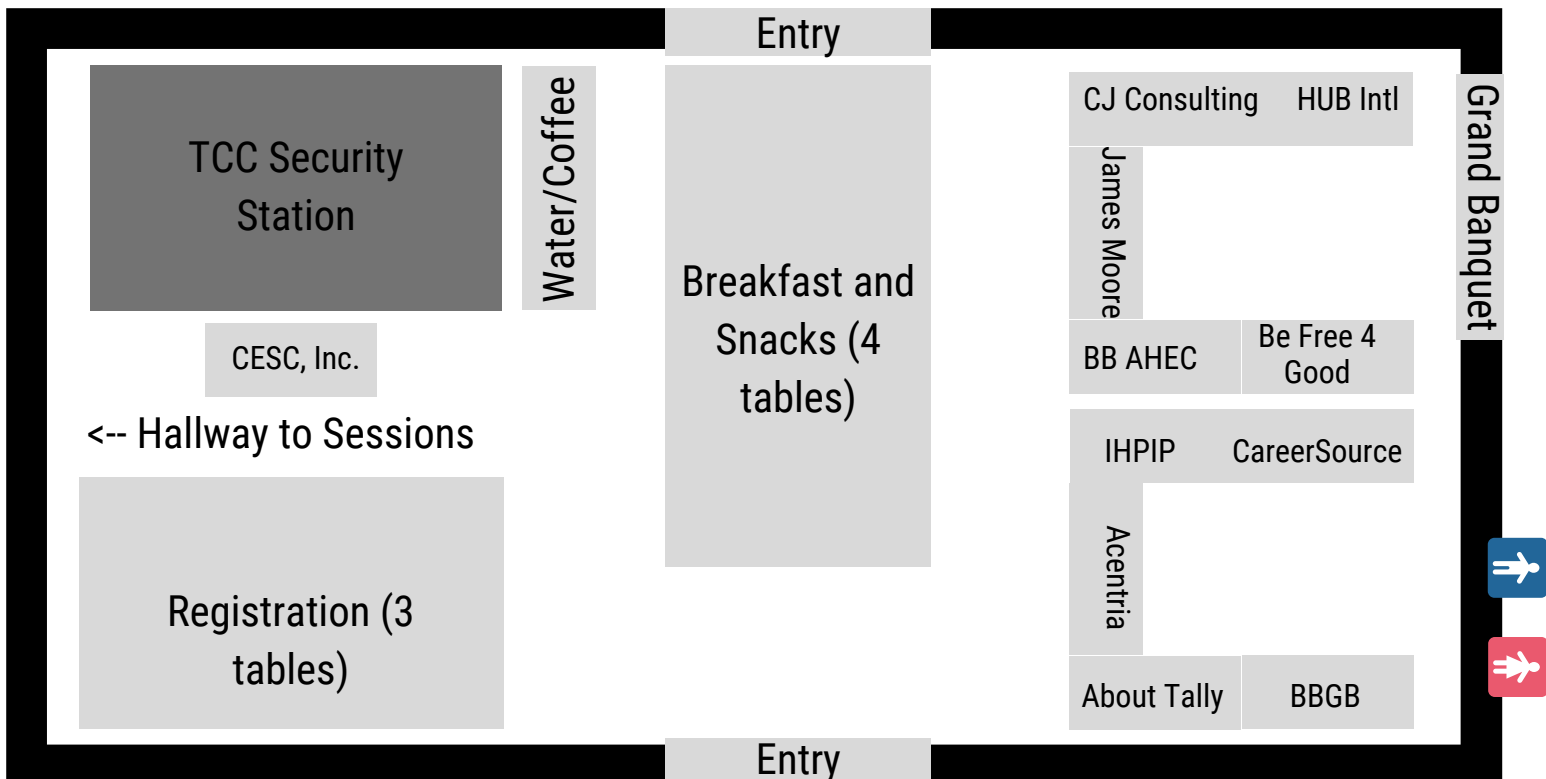 Entry
TCC Security
Station
Water/Coffee
CESC, Inc.
<-- Hallway to Sessions
Registration (3
tables)
Breakfast and
Snacks (4
tables)
CJ Consulting
HUB Intl
James Moore
BB AHEC
Be Free 4
Good
IHPIP
CareerSource
Acentria
About Tally
BBGB
Grand Banquet
Entry